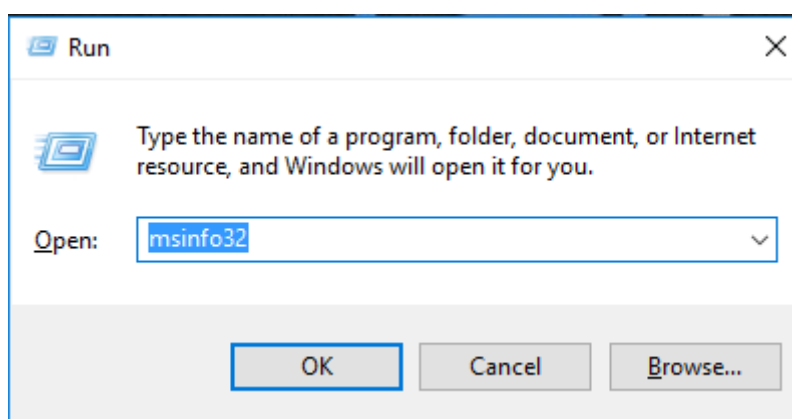 Run
Type the name of a program, folder, document, or Internet
resource, and Windows will open it for you.
Open: msinfo32
OK Cancel Browse...